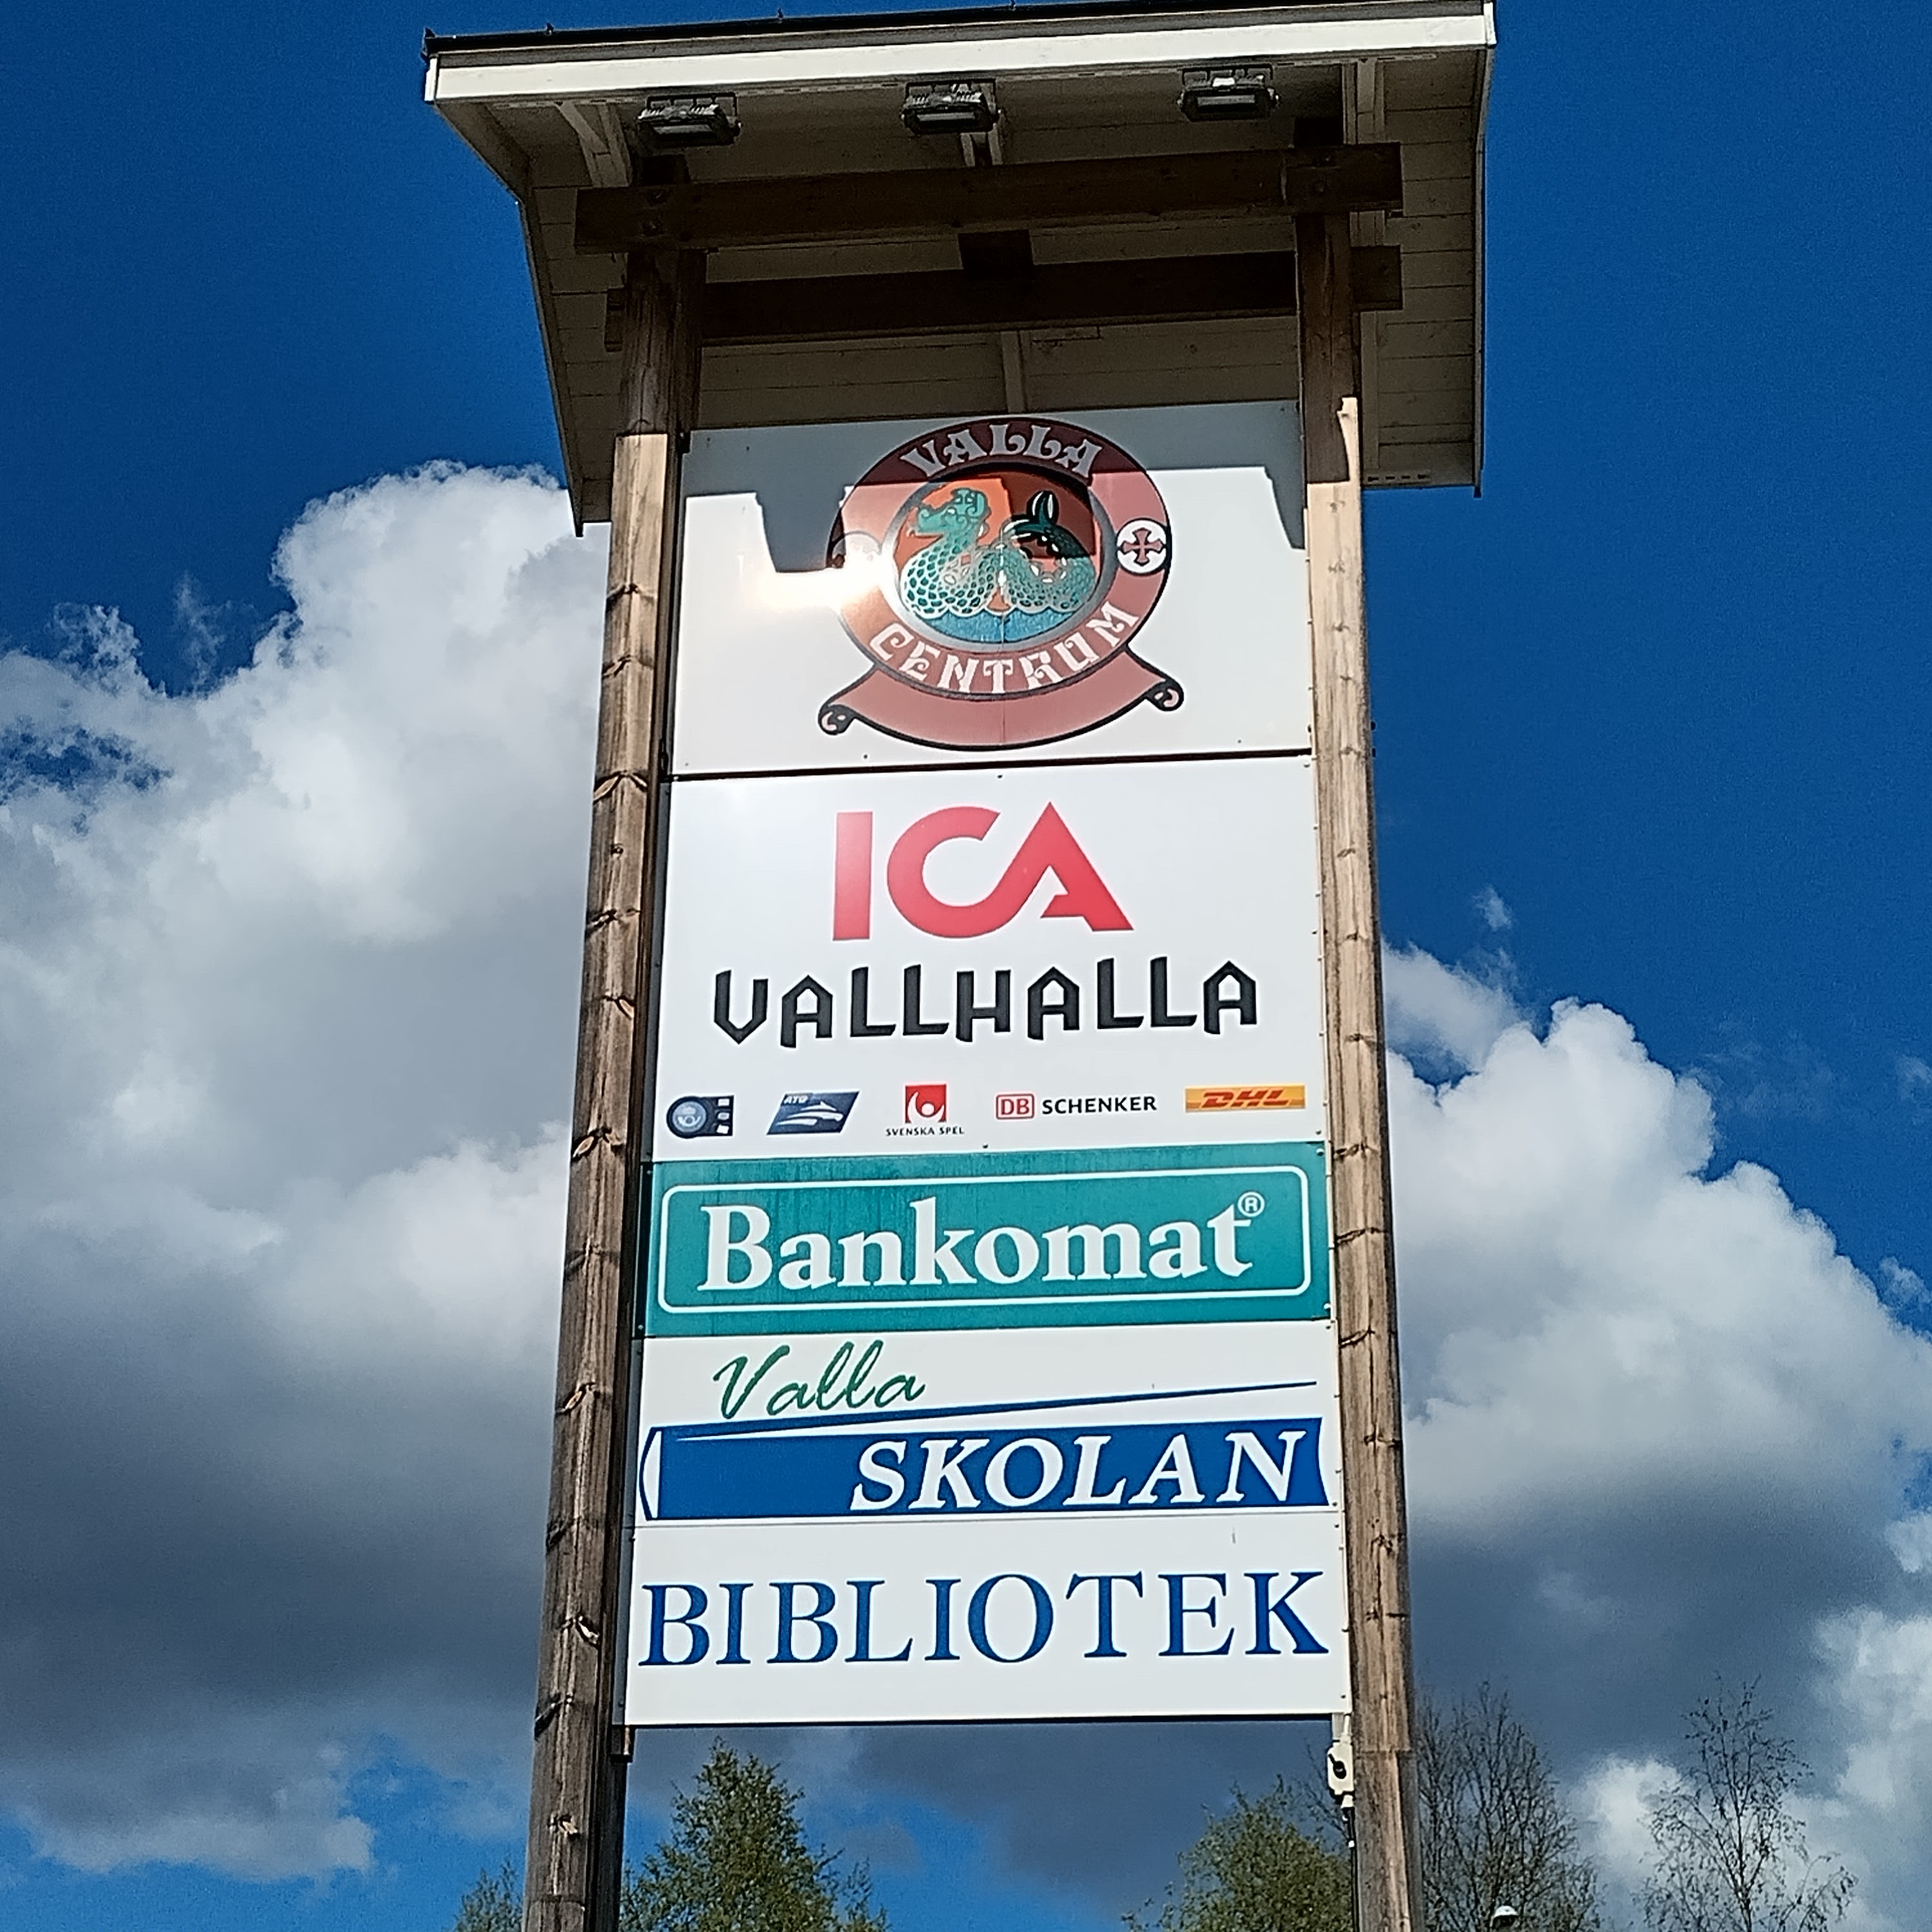 VALLA
CENTRUM
ICA
VALLHALLA
ATG
SVENSKA SPEL
DB SCHENKER
DHL
Bankomat®
Valla
SKOLAN
BIBLIOTEK